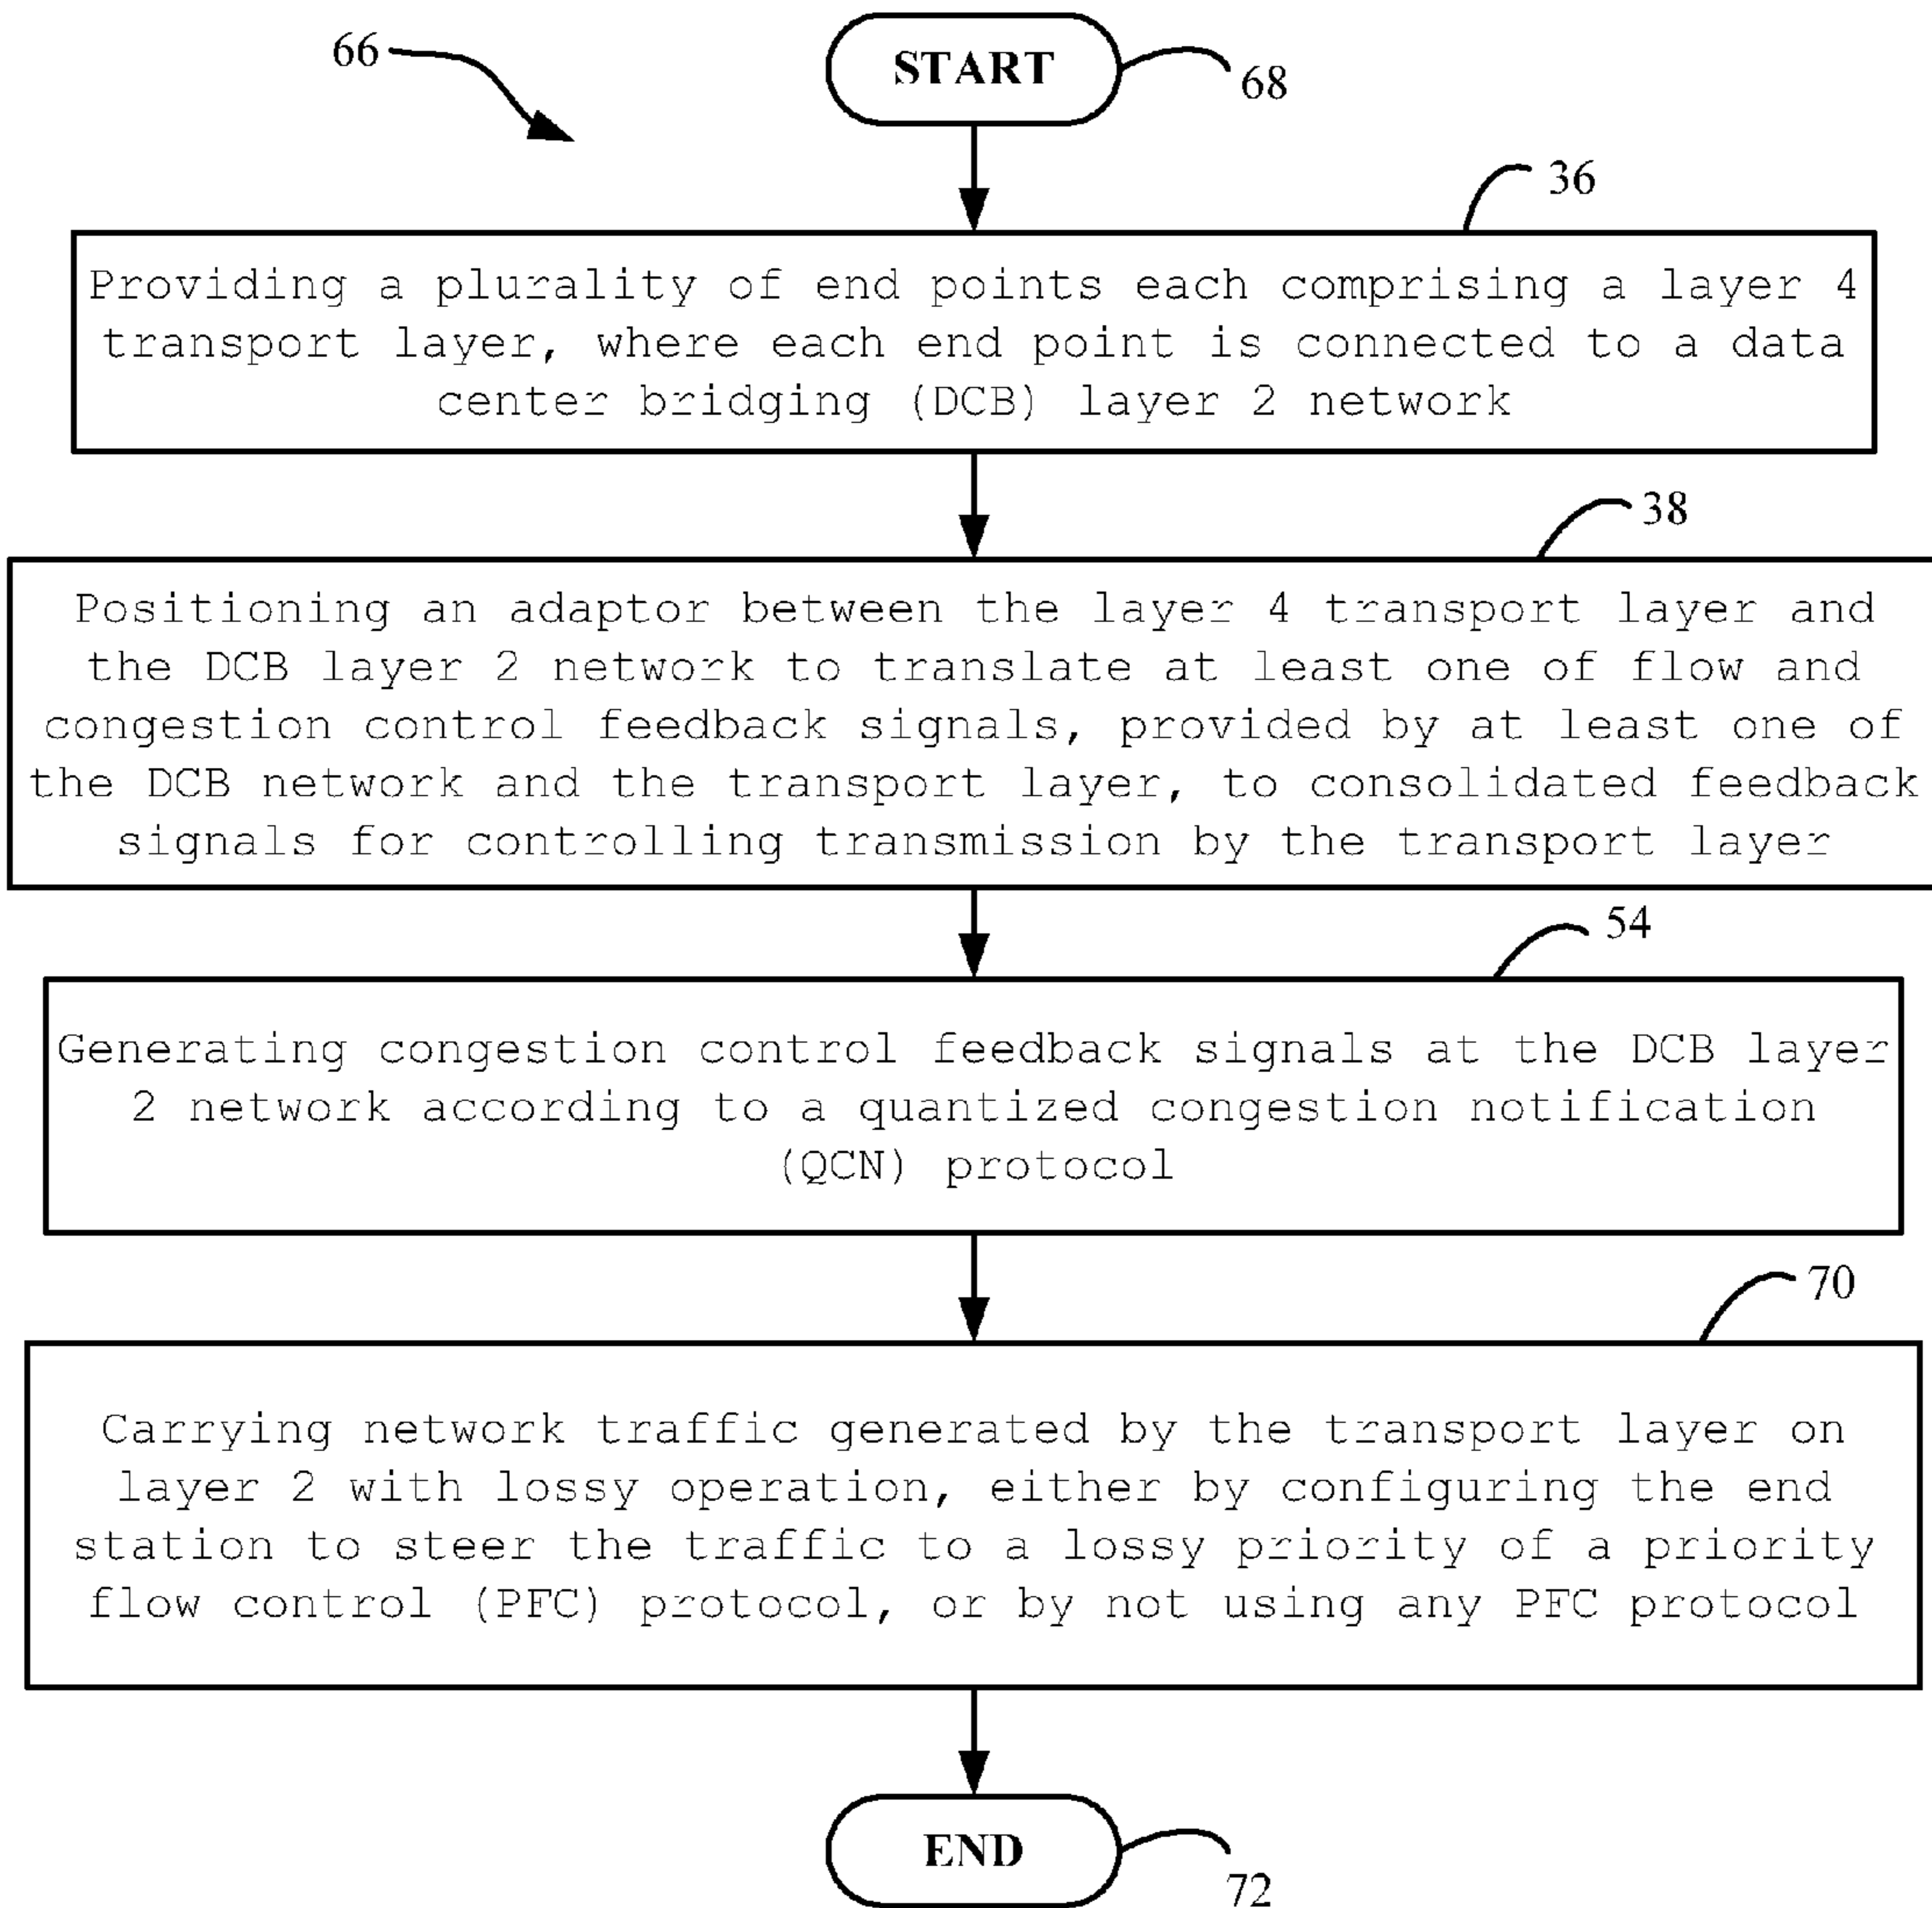 66
START
68
36
Providing a plurality of end points each comprising a layer 4
transport layer, where each end point is connected to a data
center bridging (DCB) layer 2 network
38
Positioning an adaptor between the layer 4 transport layer and
the DCB layer 2 network to translate at least one of flow and
congestion control feedback signals, provided by at least one of
the DCB network and the transport layer, to consolidated feedback
signals for controlling transmission by the transport layer
54
Generating congestion control feedback signals at the DCB layer
2 network according to a quantized congestion notification
(QCN) protocol
70
Carrying network traffic generated by the transport layer on
layer 2 with lossy operation, either by configuring the end
station to steer the traffic to a lossy priority of a priority
flow control (PFC) protocol, or by not using any PFC protocol
END
72